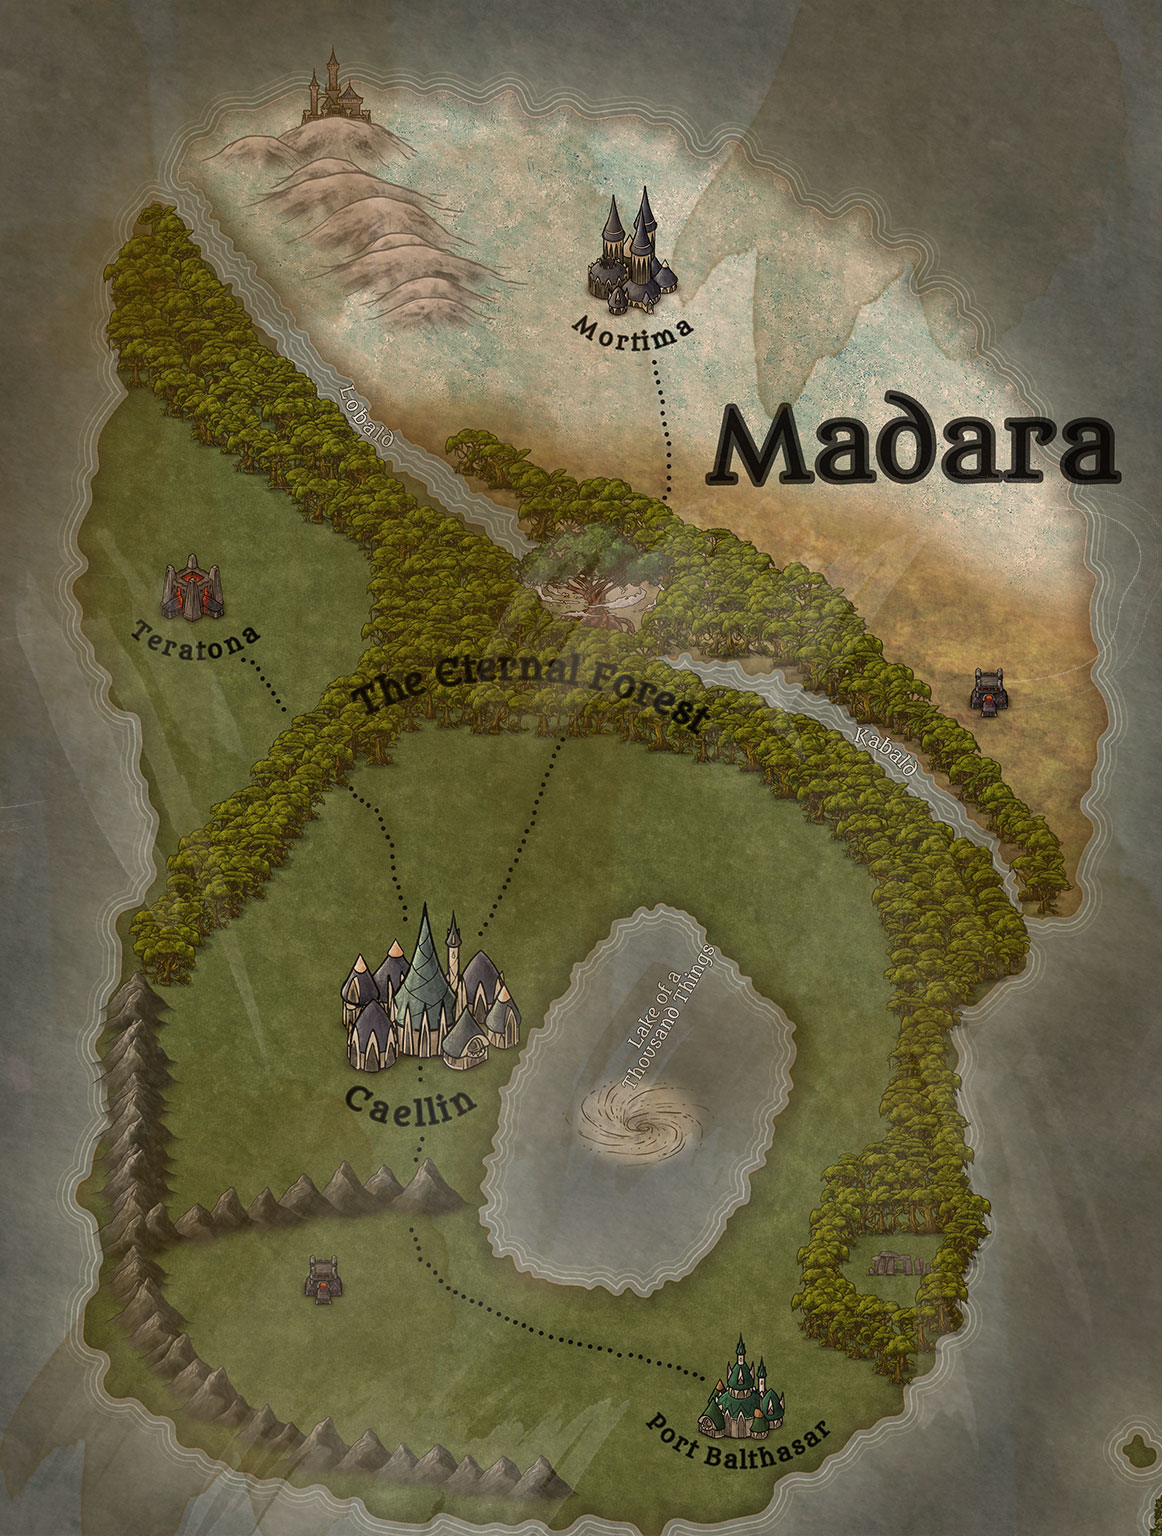 Mortima
Lobald
Madara
Teratona
The Eternal Forest
Kabald
Lake of a
Thousand Things
Caellin
Port Balthasar